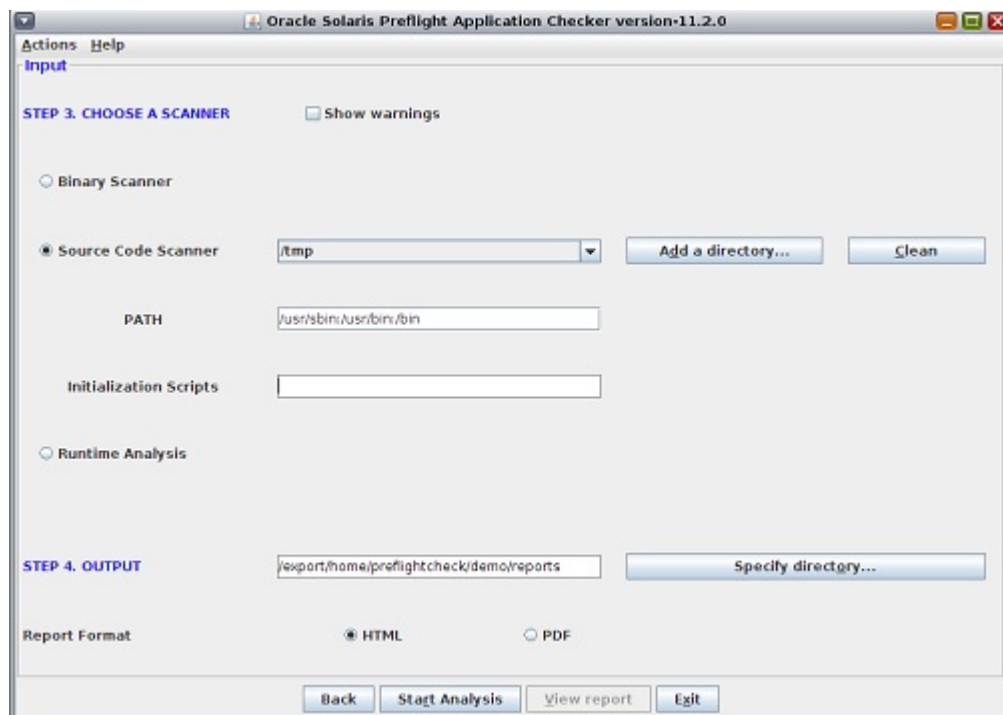 Oracle Solaris Preflight Application Checker version-11.2.0
Actions Help
Input
STEP 3. CHOOSE A SCANNER Show warnings
Binary Scanner
Source Code Scanner /tmp Add a directory... Clean
PATH /usr/sbin:/usr/bin:/bin
Initialization Scripts
Runtime Analysis
STEP 4. OUTPUT /export/home/preflightcheck/demo/reports Specify directory...
Report Format HTML PDF
Back Start Analysis View report Exit